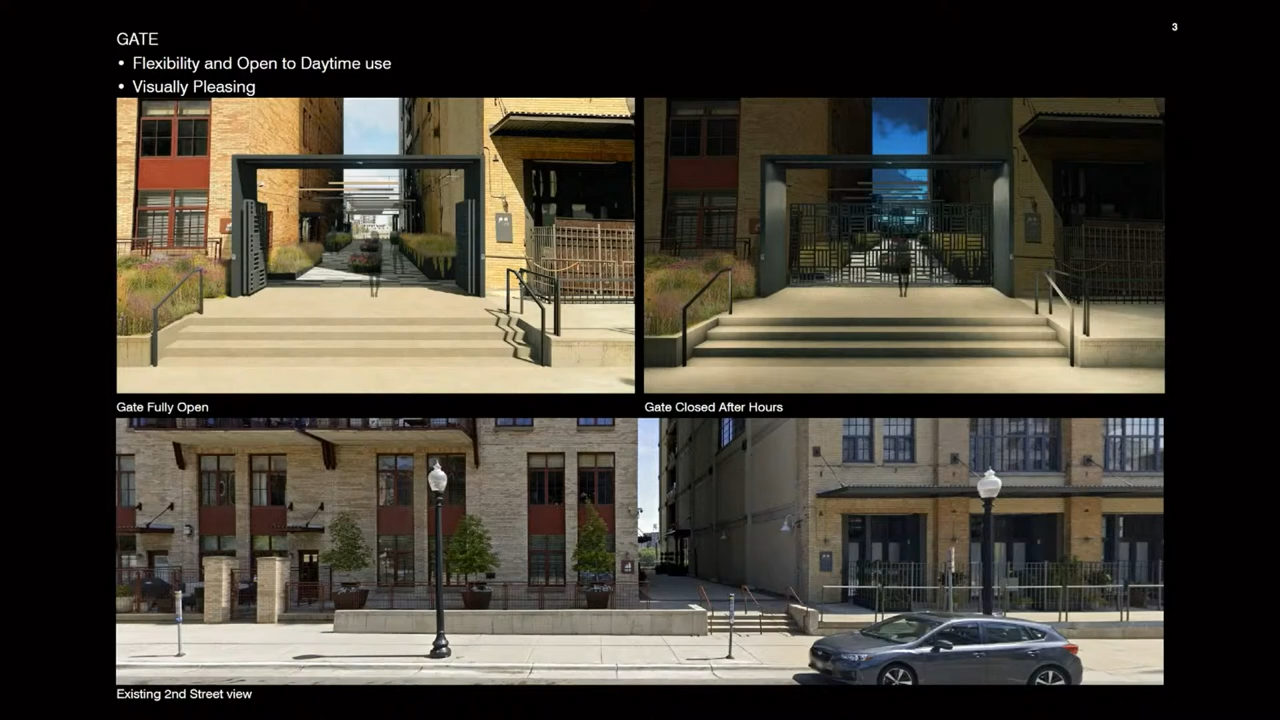 3
GATE
• Flexibility and Open to Daytime use
• Visually Pleasing
Gate Fully Open
Gate Closed After Hours
Existing 2nd Street view